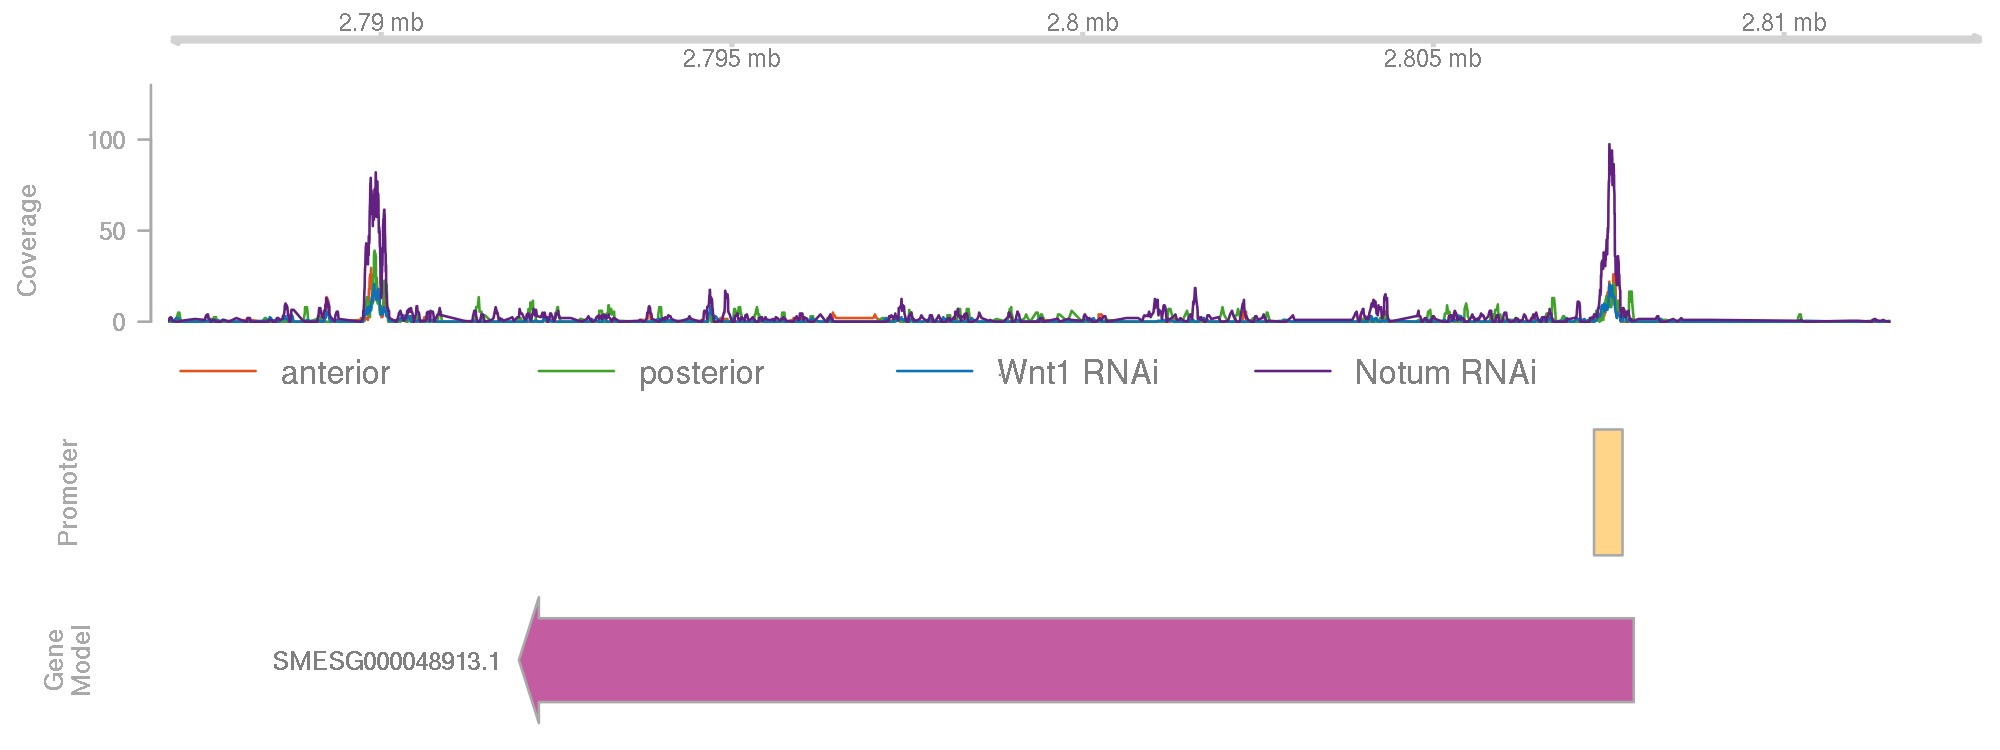 2.79 mb
2.8 mb
2.81 mb
2.795 mb
2.805 mb
Coverage
100
50
0
anterior
posterior
Wnt1 RNAi
Notum RNAi
Promoter
Gene
Model
SMESG000048913.1